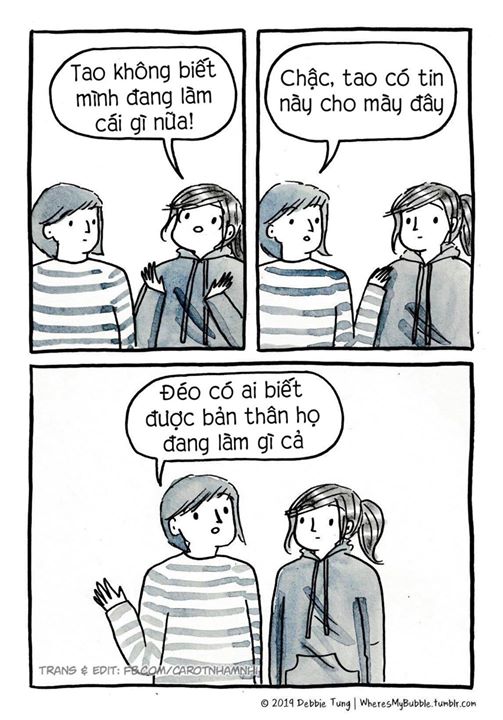 Tao không biết
mình đang làm
cái gì nữa!
Chậc, tao có tin
này cho mày đây
Đéo có ai biết
được bản thân họ
đang làm gì cả
TRANS & EDIT: FB.COM/CAROTNHAMNHI
© 2019 Debbie Tung | WheresMyBubble.tumblr.com